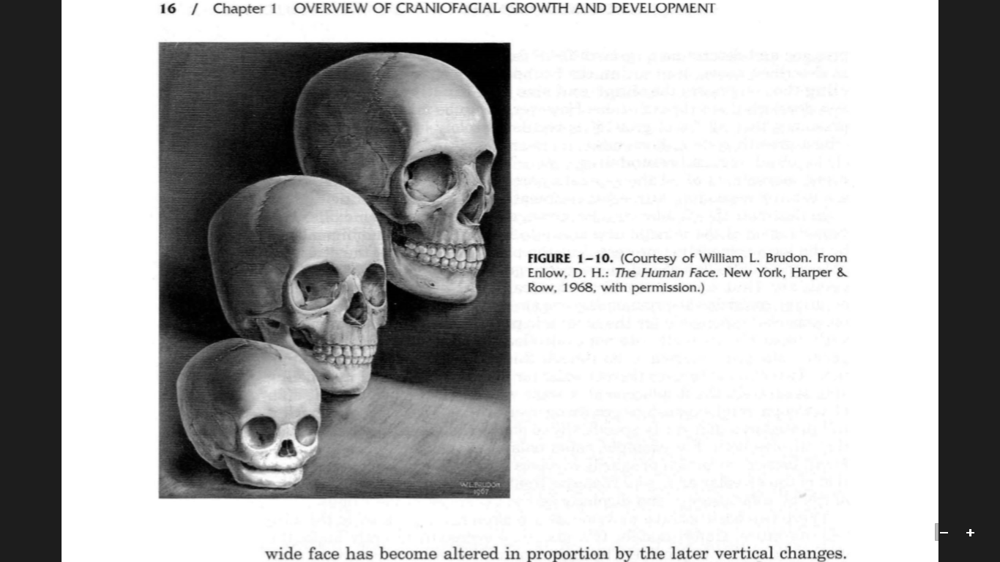 16 / Chapter 1 OVERVIEW OF CRANIOFACIAL GROWTH AND DEVELOPMENT
FIGURE 1–10. (Courtesy of William L. Brudon. From
Enlow, D. H.: The Human Face. New York, Harper &
Row, 1968, with permission.)
W.L.BRUDON
1967
wide face has become altered in proportion by the later vertical changes.